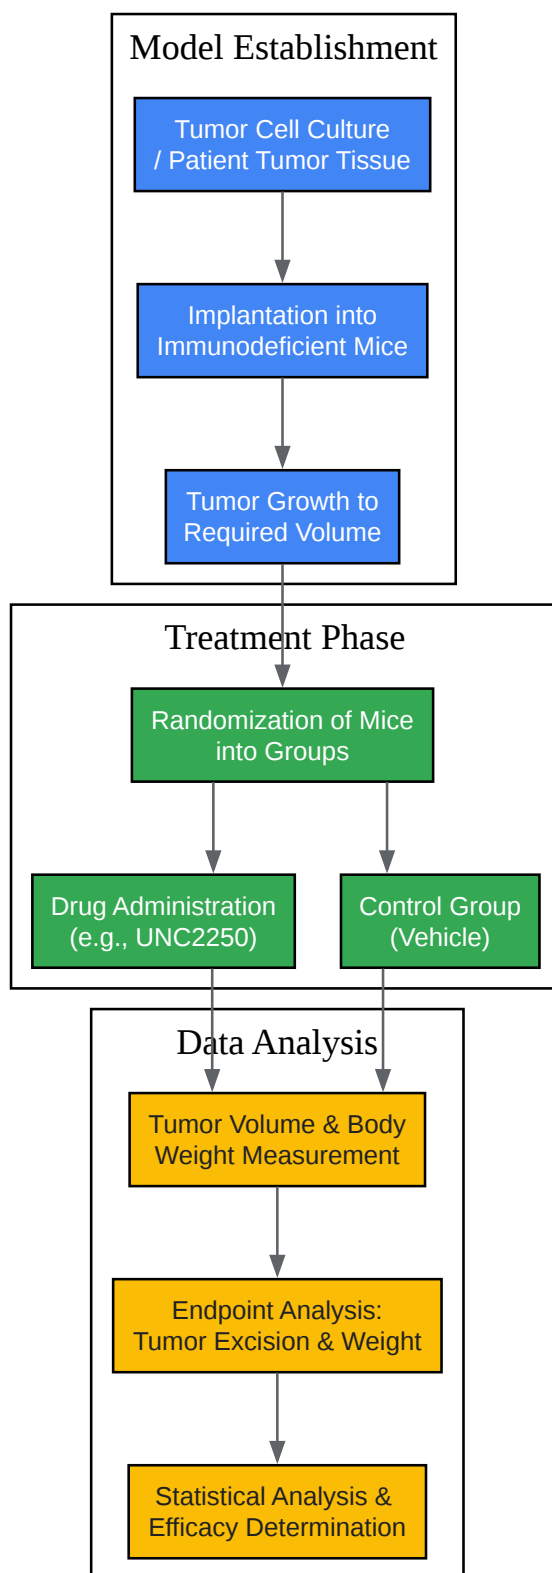 Model Establishment
Tumor Cell Culture
/ Patient Tumor Tissue
Implantation into
Immunodeficient Mice
Tumor Growth to
Required Volume
Treatment Phase
Randomization of Mice
into Groups
Drug Administration
(e.g., UNC2250)
Control Group
(Vehicle)
Data Analysis
Tumor Volume & Body
Weight Measurement
Endpoint Analysis:
Tumor Excision & Weight
Statistical Analysis &
Efficacy Determination